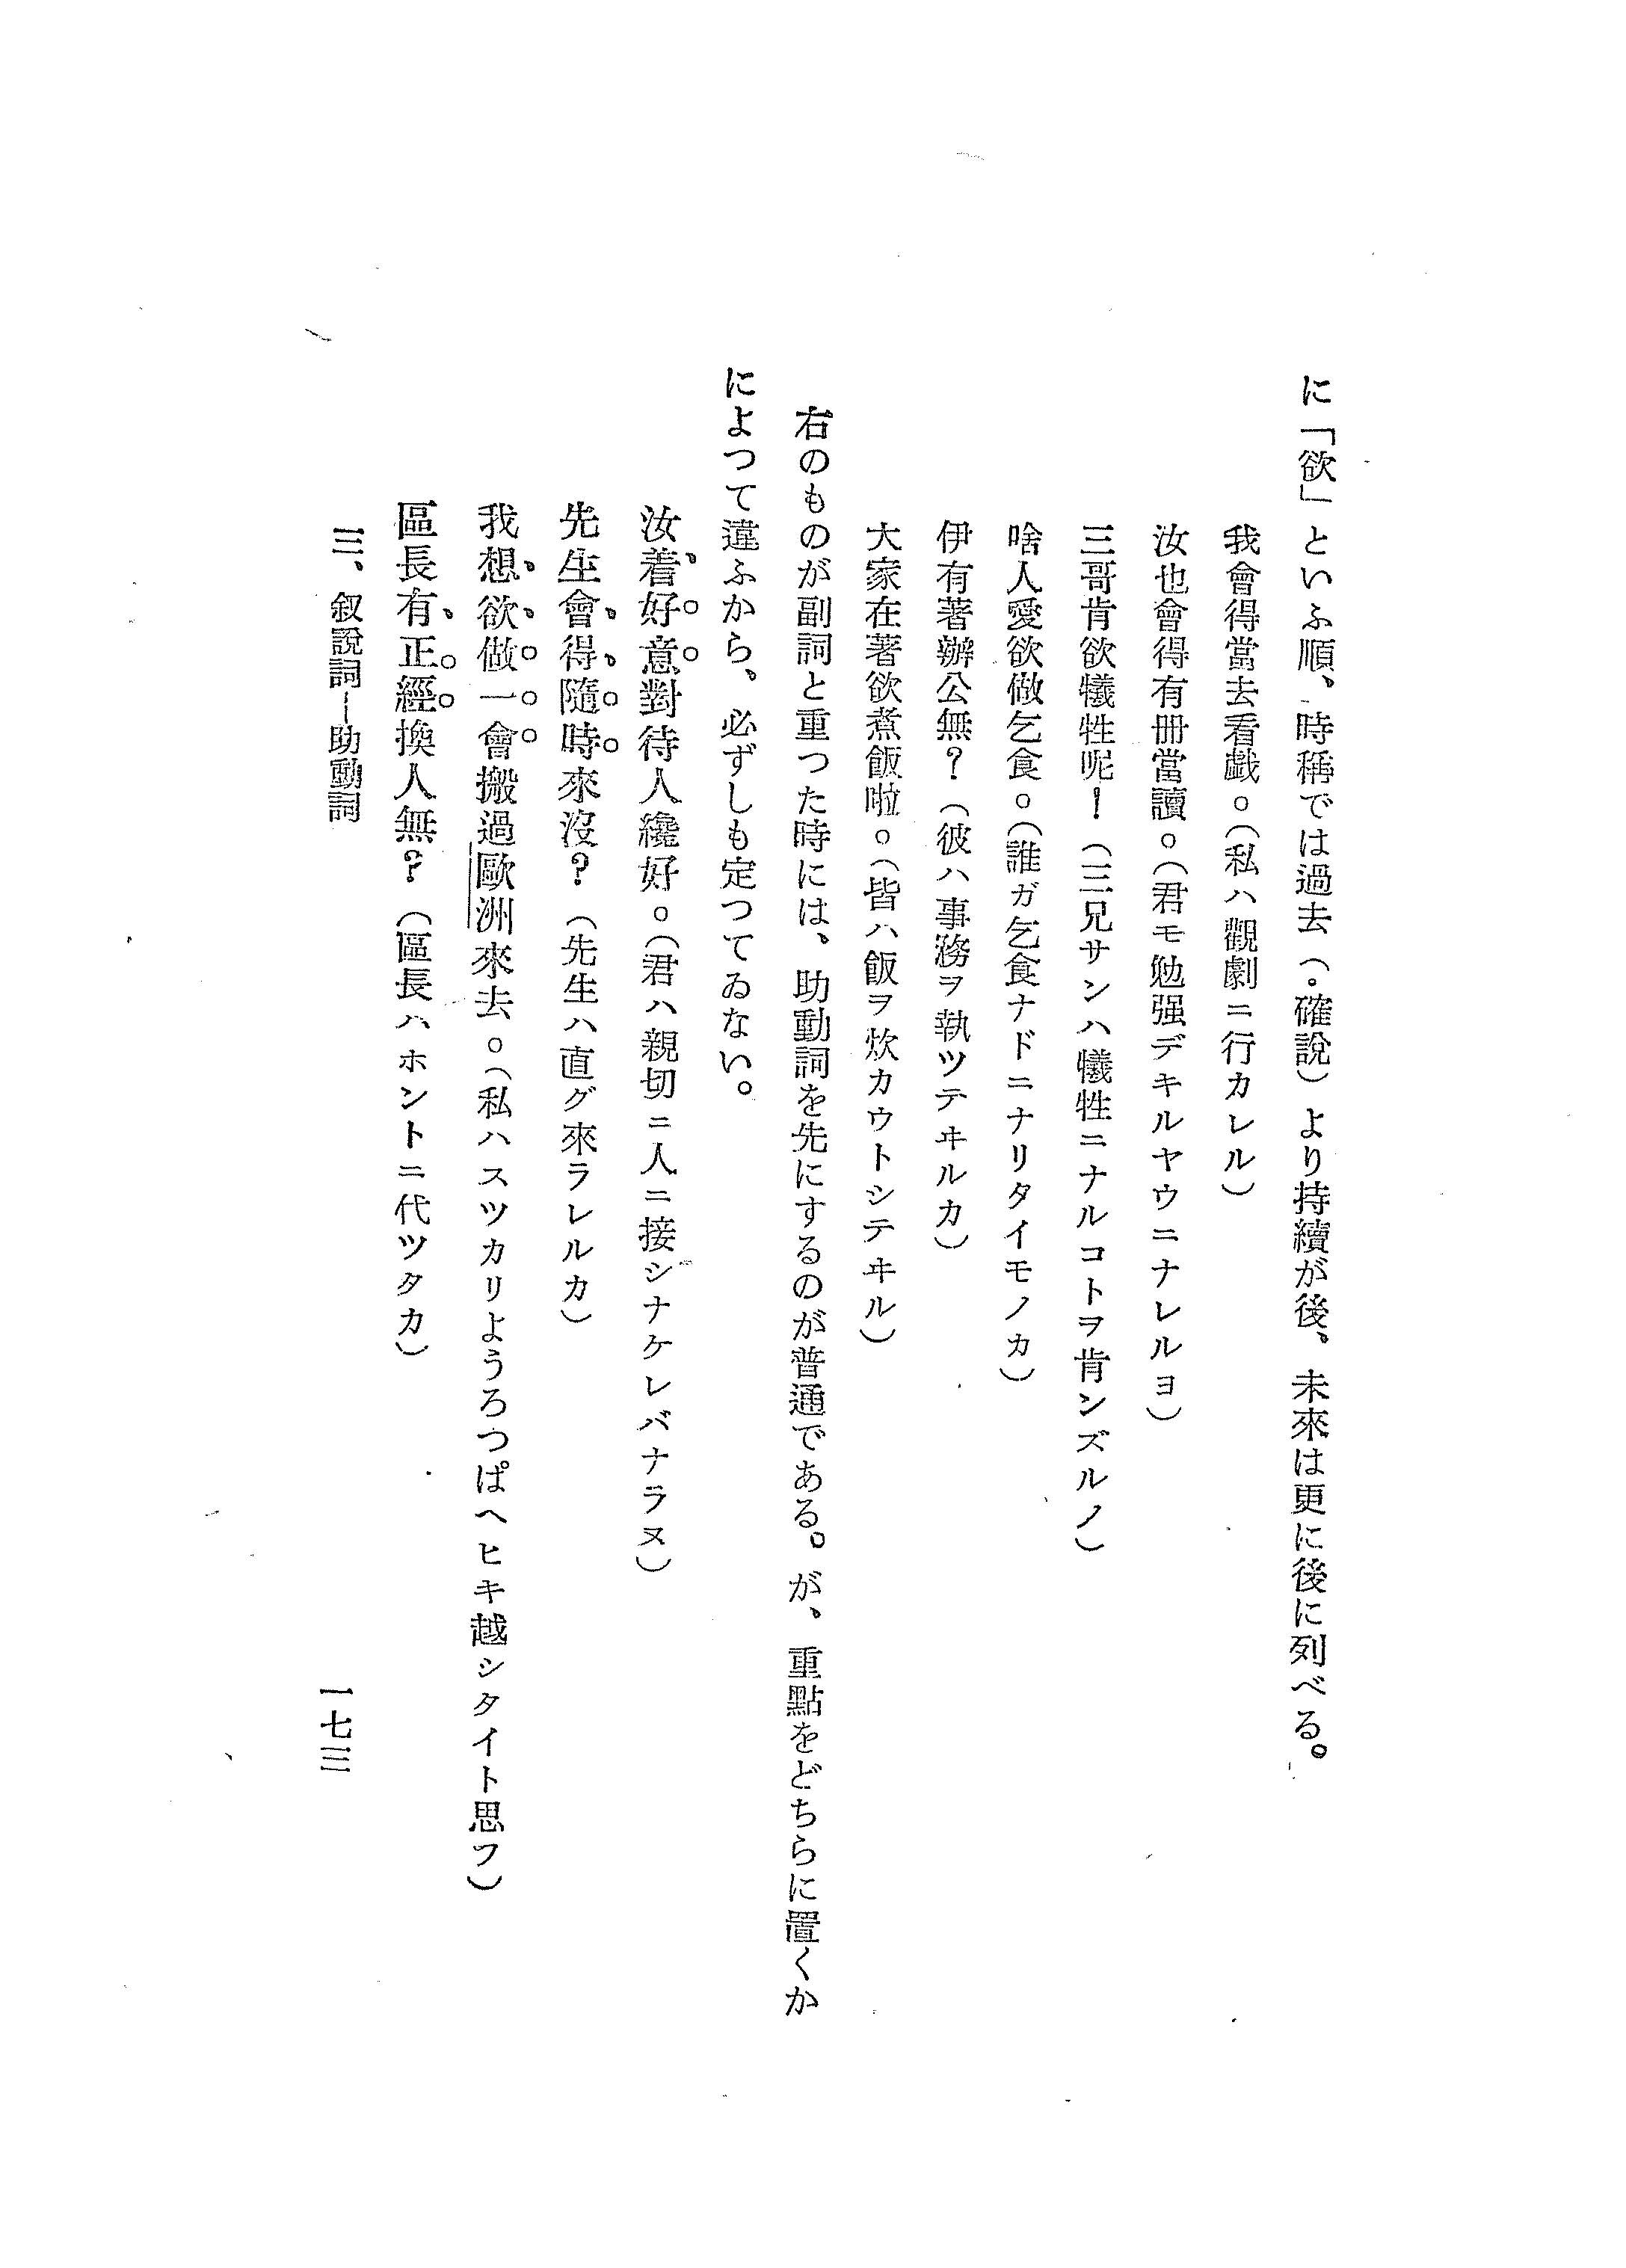 に「欲」といふ順、時稱では過去（。確說）より持續が後、未來は更に後に列べる。
我會得當去看戯。（私ハ觀劇ニ行カレル）
汝也會得有册當讀。（君モ勉强デキルヤウニナレルヨ）
三哥肯欲犧牲呢！（三兄サンハ犧牲ニナルコトヲ肯ンズルノ）
啥人愛欲做乞食。（誰ガ乞食ナドニナリタイモノカ）
伊有著辦公無？（彼ハ事務ヲ執ツテヰルカ）
大家在著欲煮飯啦。（皆ハ飯ヲ炊カウトシテヰル）
右のものが副詞と重つた時には、助動詞を先にするのが普通である。が、重點をどちらに置くか
によつて違ふから、必ずしも定つてゐない。
汝着好意對待人纔好。（君ハ親切ニ人ニ接シナケレバナラヌ）
先生會得隨時來沒？（先生ハ直グ來ラレルカ）
我想欲做一會搬過歐洲來去。（私ハスツカリようろつぱヘヒキ越シタイト思フ）
區長有正經換人無？（區長ハホントニ代ツタカ）
三、叙說詞—助動詞
一七三